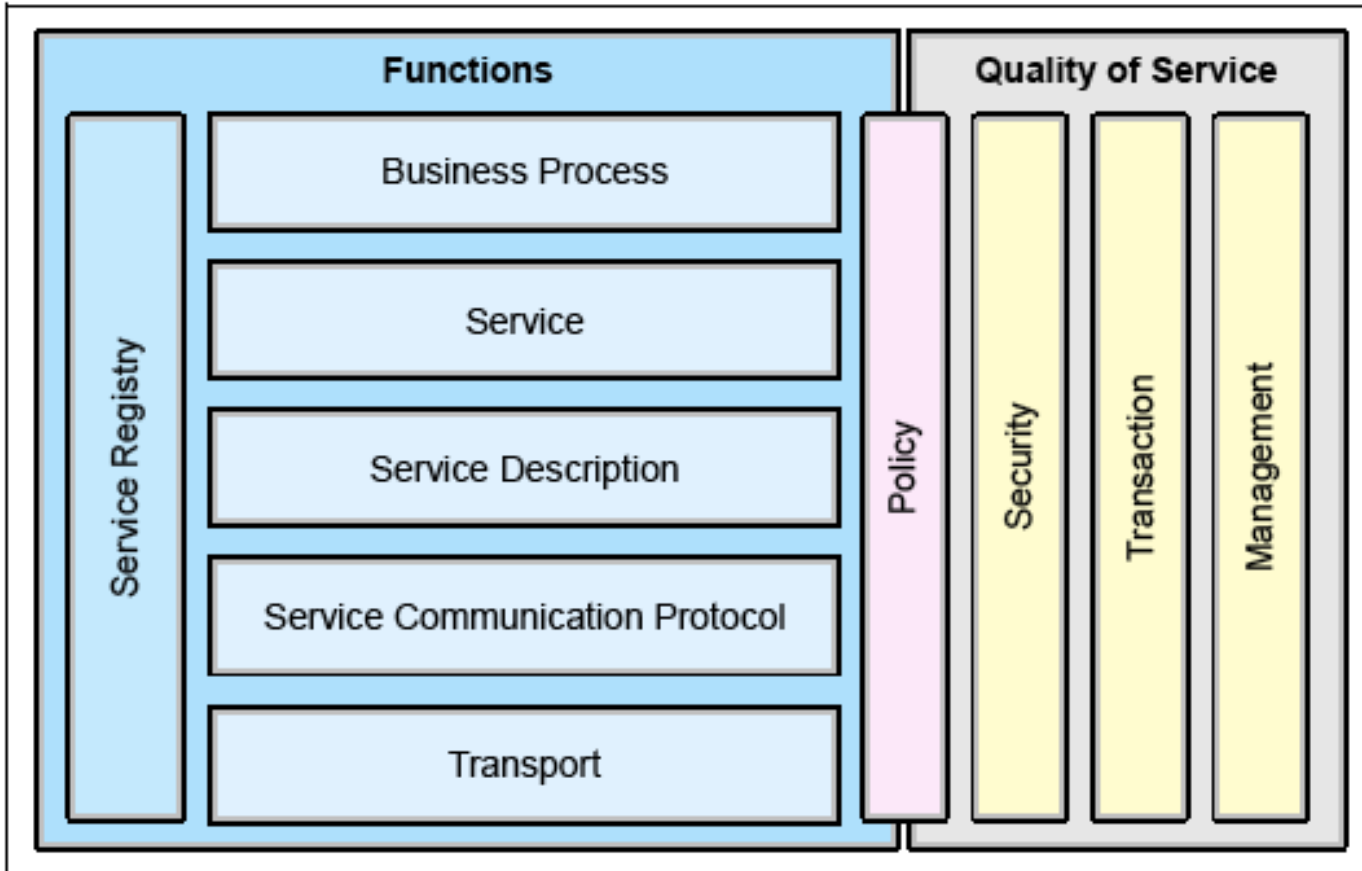 Functions
Quality of Service
Service Registry
Business Process
Service
Service Description
Service Communication Protocol
Transport
Policy
Security
Transaction
Management